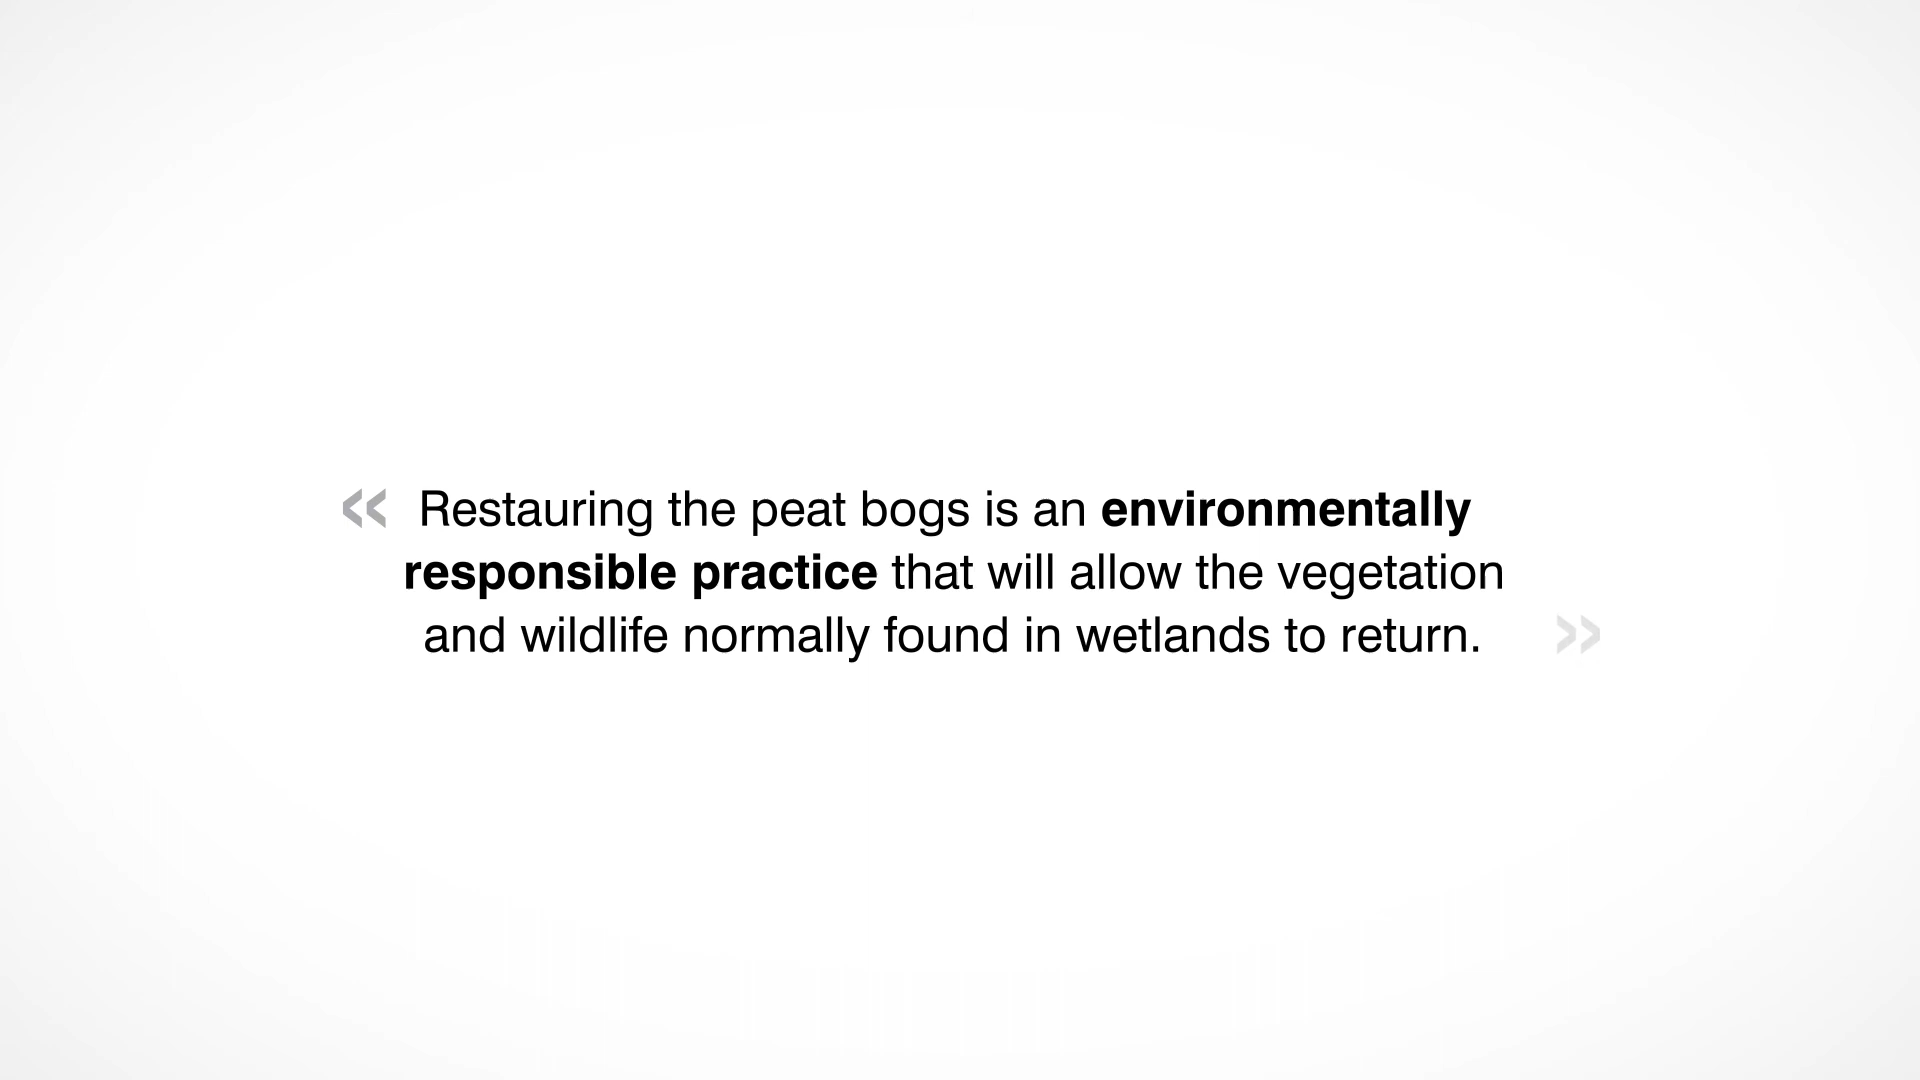 « Restauring the peat bogs is an environmentally
responsible practice that will allow the vegetation
and wildlife normally found in wetlands to return. »